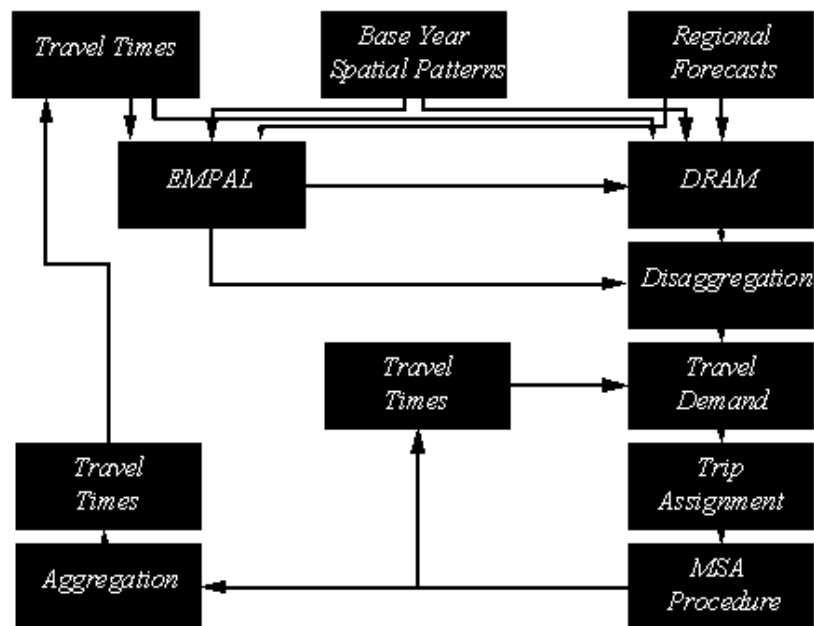 Travel Times
Base Year
Spatial Patterns
Regional
Forecasts
EMPAL
DRAM
Disaggregation
Travel
Times
Travel
Demand
Travel
Times
Trip
Assignment
Aggregation
MSA
Procedure